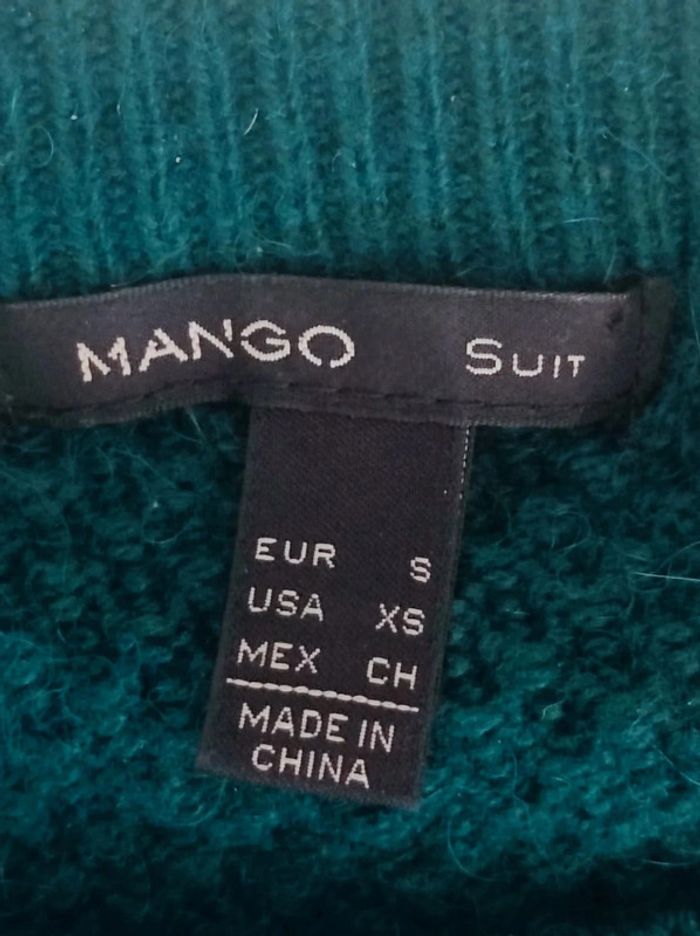 MANGO SUIT
EUR S
USA XS
MEX CH
MADE IN
CHINA